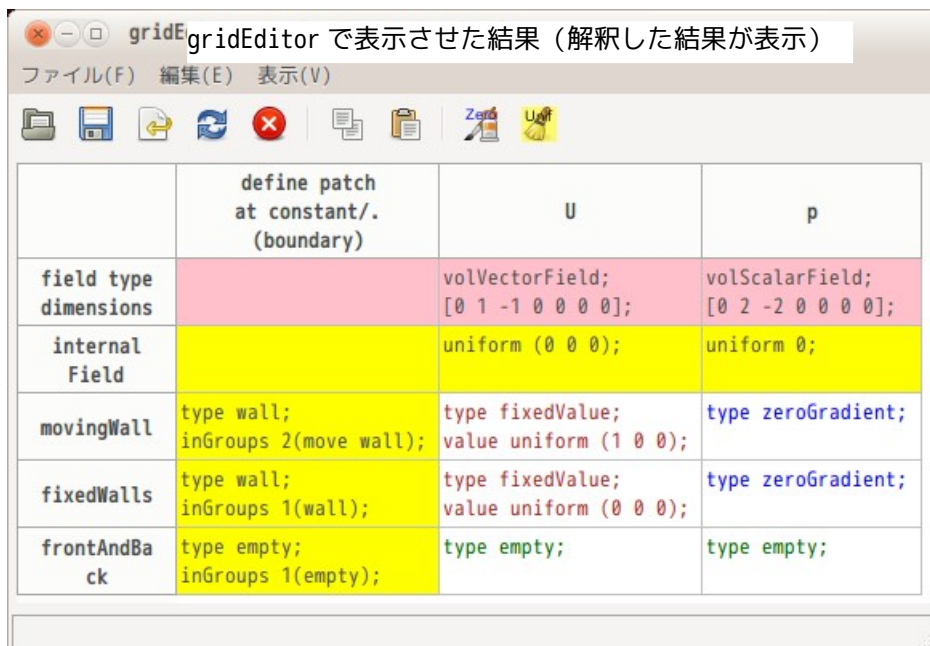 gridE
gridEditor で表示させた結果（解釈した結果が表示）
ファイル(F) 編集(E) 表示(V)
Zero
Unif
define patch
at constant/.
(boundary)
U
p
field type
dimensions
volVectorField;
[0 1 -1 0 0 0 0];
volScalarField;
[0 2 -2 0 0 0 0];
internal
Field
uniform (0 0 0);
uniform 0;
movingWall
type wall;
inGroups 2(move wall);
type fixedValue;
value uniform (1 0 0);
type zeroGradient;
fixedWalls
type wall;
inGroups 1(wall);
type fixedValue;
value uniform (0 0 0);
type zeroGradient;
frontAndBa
ck
type empty;
inGroups 1(empty);
type empty;
type empty;